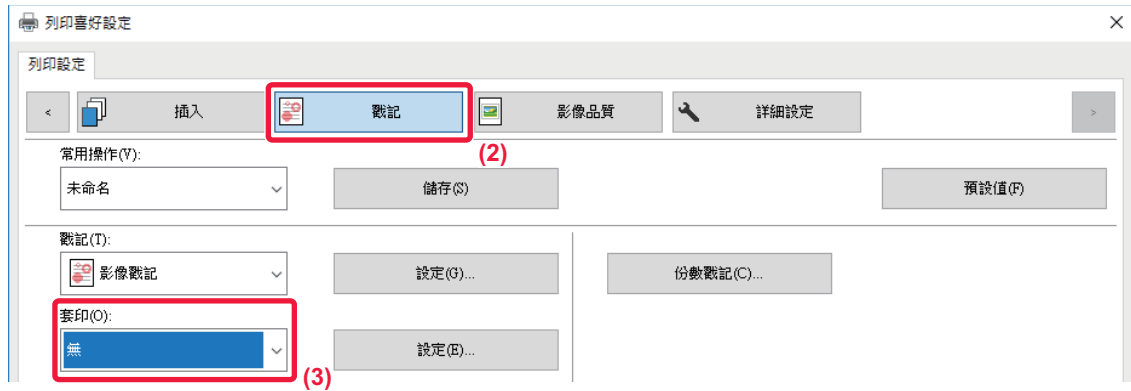 列印喜好設定
列印設定
< 插入 戳記 影像品質 詳細設定 >
(2)
常用操作(V):
未命名 儲存(S) 預設值(F)
戳記(T):
影像戳記 設定(G)... 份數戳記(C)...
套印(O):
無 設定(E)...
(3)